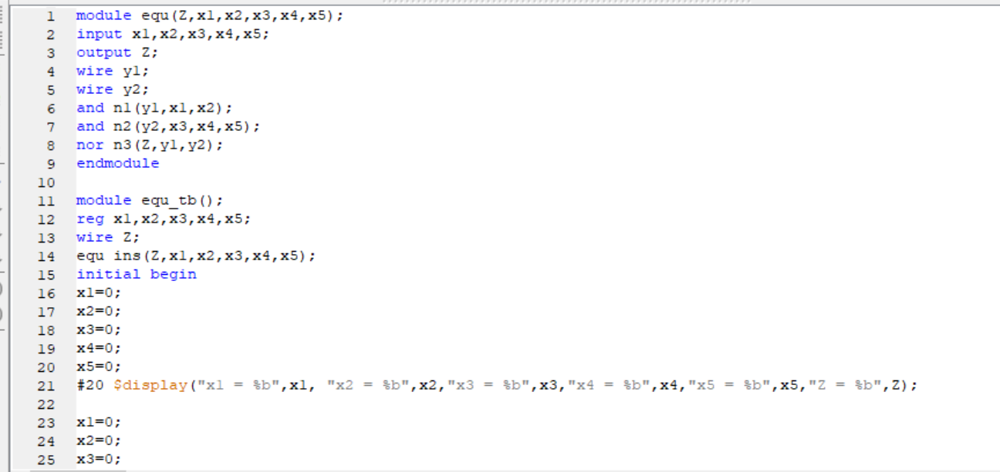 1 module equ(Z,x1,x2,x3,x4,x5);
2 input x1,x2,x3,x4,x5;
3 output Z;
4 wire y1;
5 wire y2;
6 and n1(y1,x1,x2);
7 and n2(y2,x3,x4,x5);
8 nor n3(Z,y1,y2);
9 endmodule
10
11 module equ_tb();
12 reg x1,x2,x3,x4,x5;
13 wire Z;
14 equ ins(Z,x1,x2,x3,x4,x5);
15 initial begin
16 x1=0;
17 x2=0;
18 x3=0;
19 x4=0;
20 x5=0;
21 #20 $display("x1 = %b",x1, "x2 = %b",x2,"x3 = %b",x3,"x4 = %b",x4,"x5 = %b",x5,"Z = %b",Z);
22
23 x1=0;
24 x2=0;
25 x3=0;